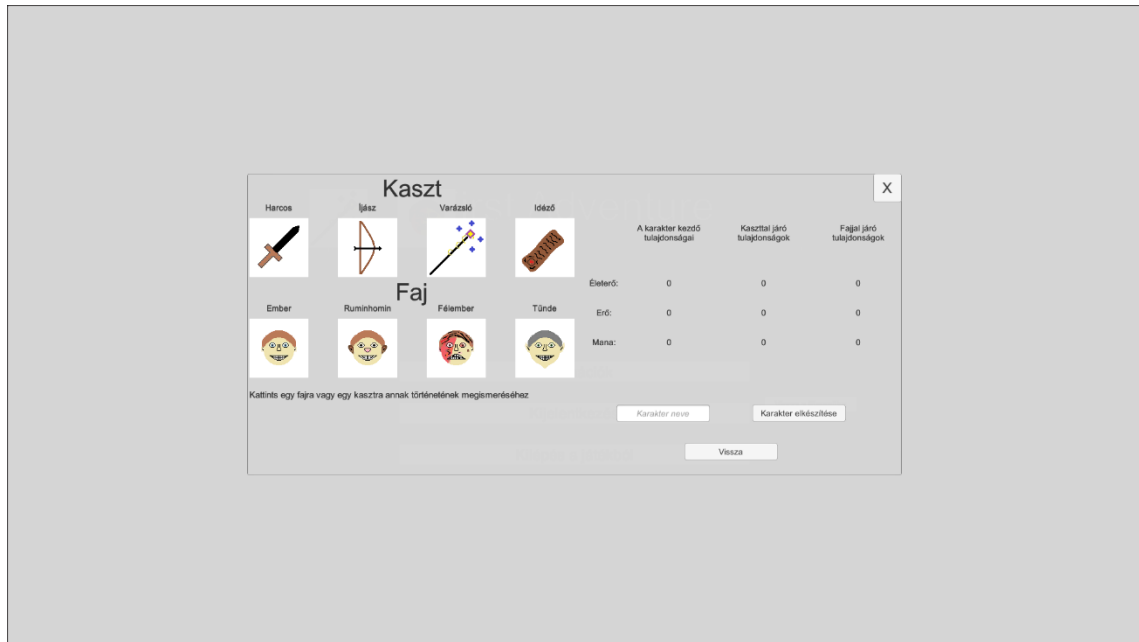 Kaszt
X
Harcos Íjász Varázsló Idéző
A karakter kezdő
tulajdonságai
Kaszttal járó
tulajdonságok
Fajjal járó
tulajdonságok
Faj
Életerő: 0 0 0
Ember Ruminhomin Félember Tűnde
Erő: 0 0 0
Mana: 0 0 0
Kattints egy fajra vagy egy kasztra annak történetének megismeréséhez
Karakter neve
Karakter elkészítése
Vissza